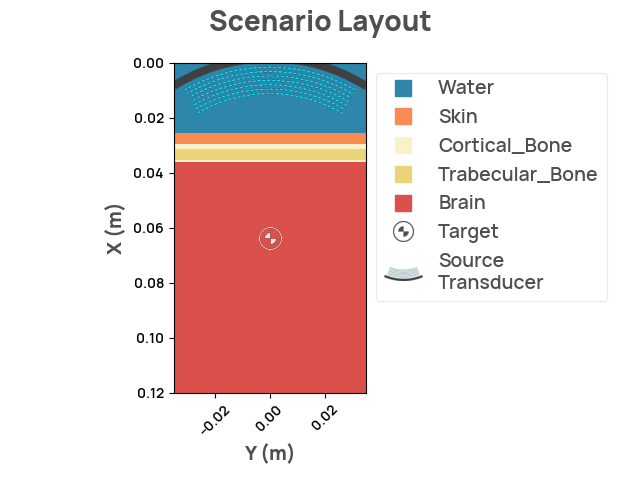 Scenario Layout
0.00
0.02
0.04
0.06
0.08
0.10
0.12
X (m)
-0.02
0.00
0.02
Y (m)
Water
Skin
Cortical_Bone
Trabecular_Bone
Brain
Target
Source
Transducer